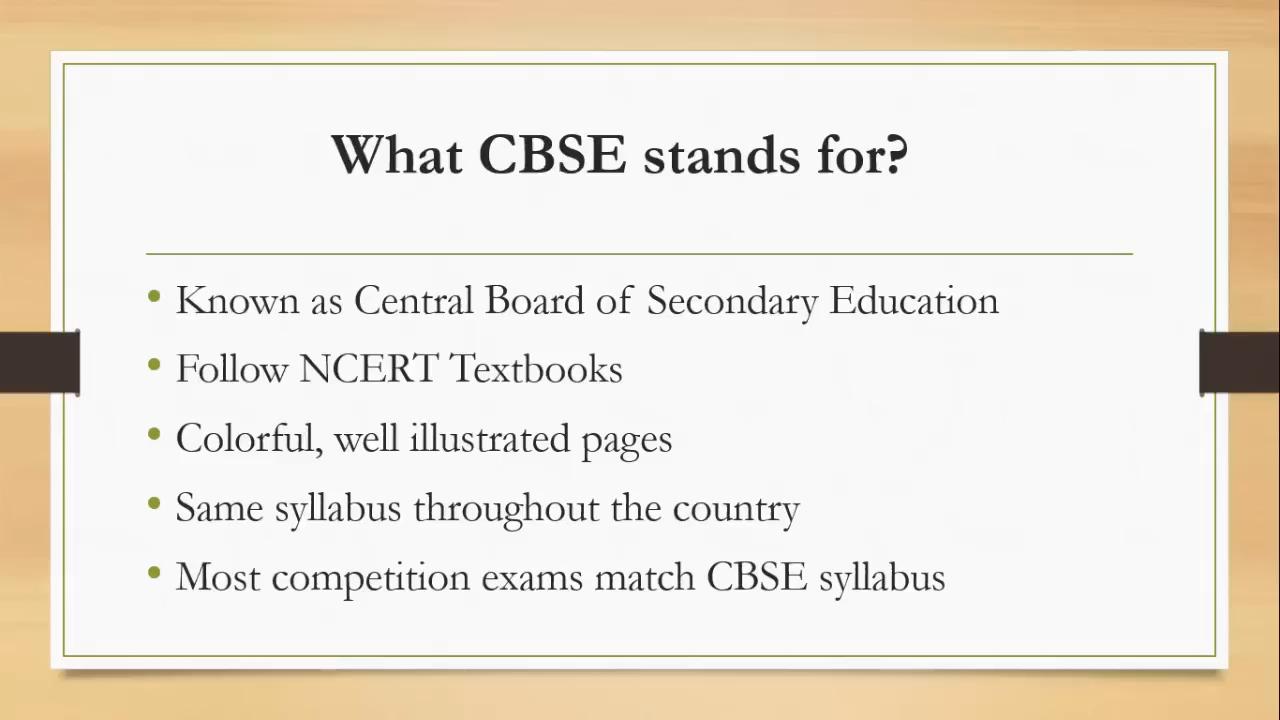 What CBSE stands for?
• Known as Central Board of Secondary Education
• Follow NCERT Textbooks
• Colorful, well illustrated pages
• Same syllabus throughout the country
• Most competition exams match CBSE syllabus